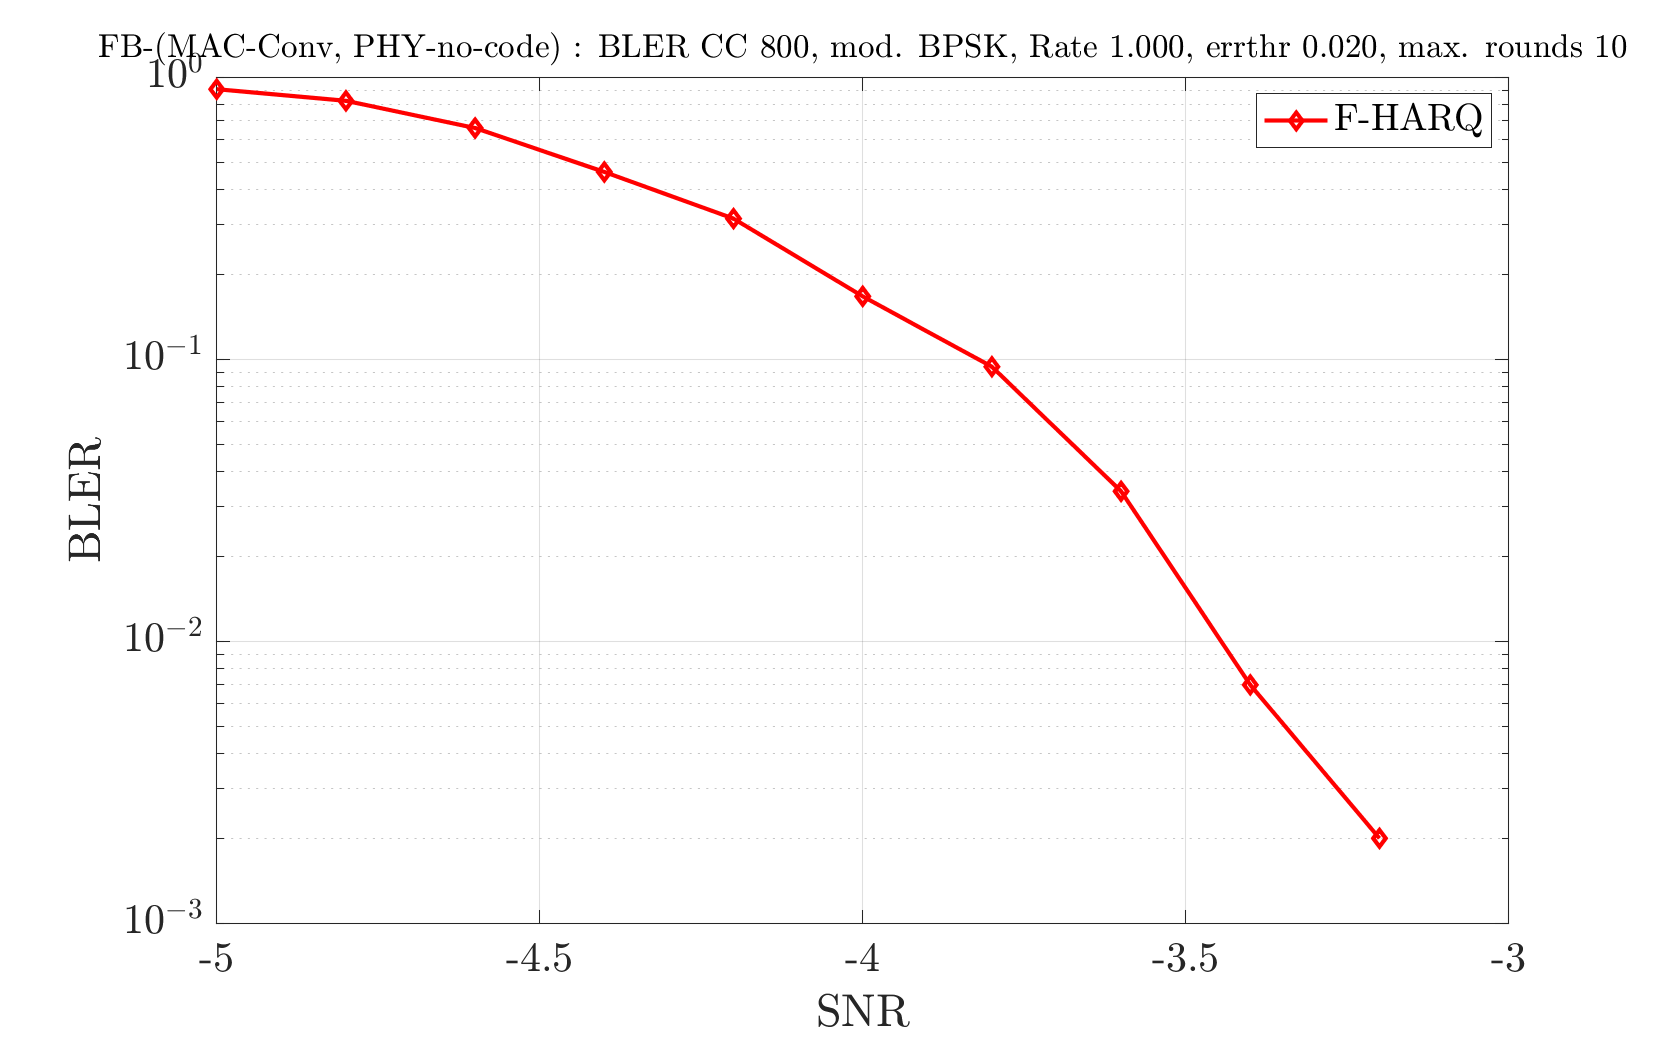 FB-(MAC-Conv, PHY-no-code) : BLER CC 800, mod. BPSK, Rate 1.000, errthr 0.020, max. rounds 10
10⁰
F-HARQ
10⁻¹
BLER
10⁻²
10⁻³
-5 -4.5 -4 -3.5 -3
SNR